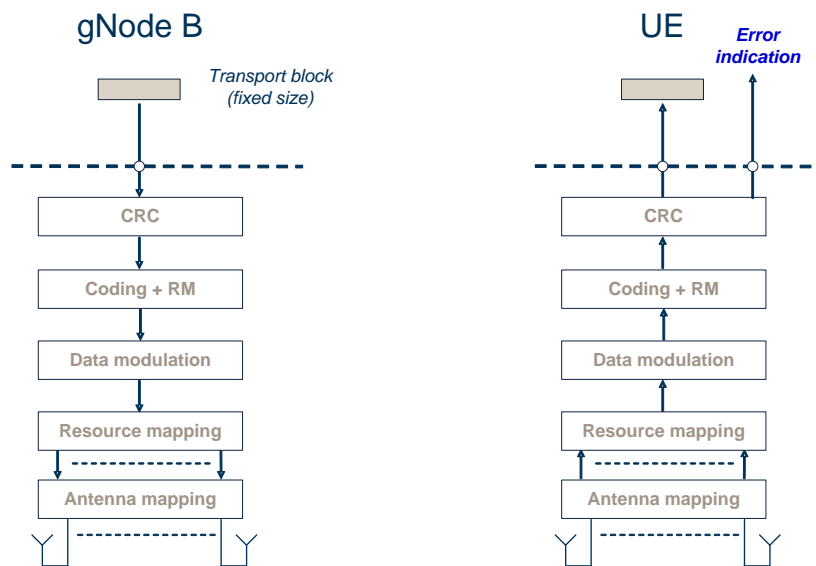 gNode B
Transport block
(fixed size)
CRC
Coding + RM
Data modulation
Resource mapping
Antenna mapping
UE
Error
indication
CRC
Coding + RM
Data modulation
Resource mapping
Antenna mapping